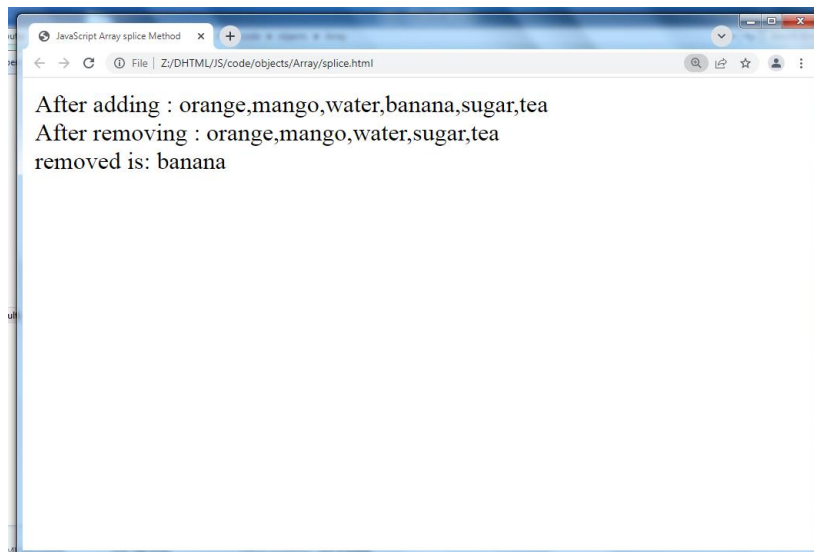 JavaScript Array splice Method
File | Z:/DHTML/JS/code/objects/Array/splice.html
After adding : orange,mango,water,banana,sugar,tea
After removing : orange,mango,water,sugar,tea
removed is: banana